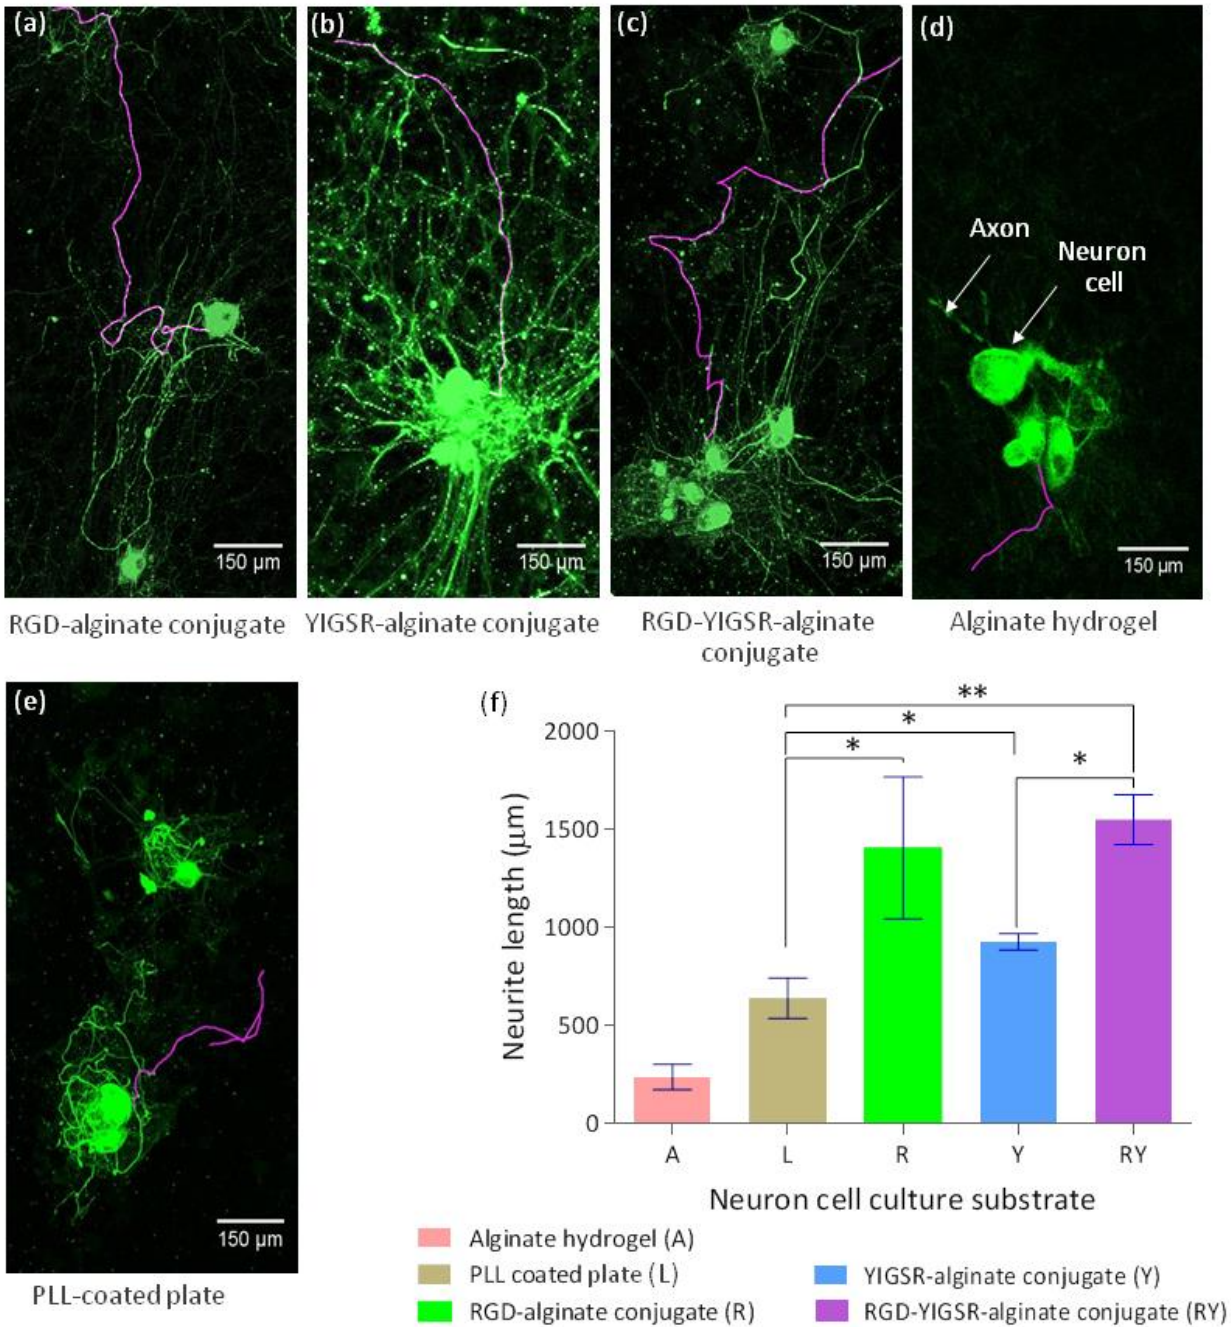 (a)
(b)
(c)
(d)
Axon
Neuron
cell
150 µm
150 µm
150 µm
150 µm
RGD-alginate conjugate
YIGSR-alginate conjugate
RGD-YIGSR-alginate
conjugate
Alginate hydrogel
(e)
150 µm
PLL-coated plate
(f)
**
*
*
*
2000
1500
1000
500
0
Neurite length (µm)
A L R Y RY
Neuron cell culture substrate
Alginate hydrogel (A)
PLL coated plate (L)
RGD-alginate conjugate (R)
YIGSR-alginate conjugate (Y)
RGD-YIGSR-alginate conjugate (RY)